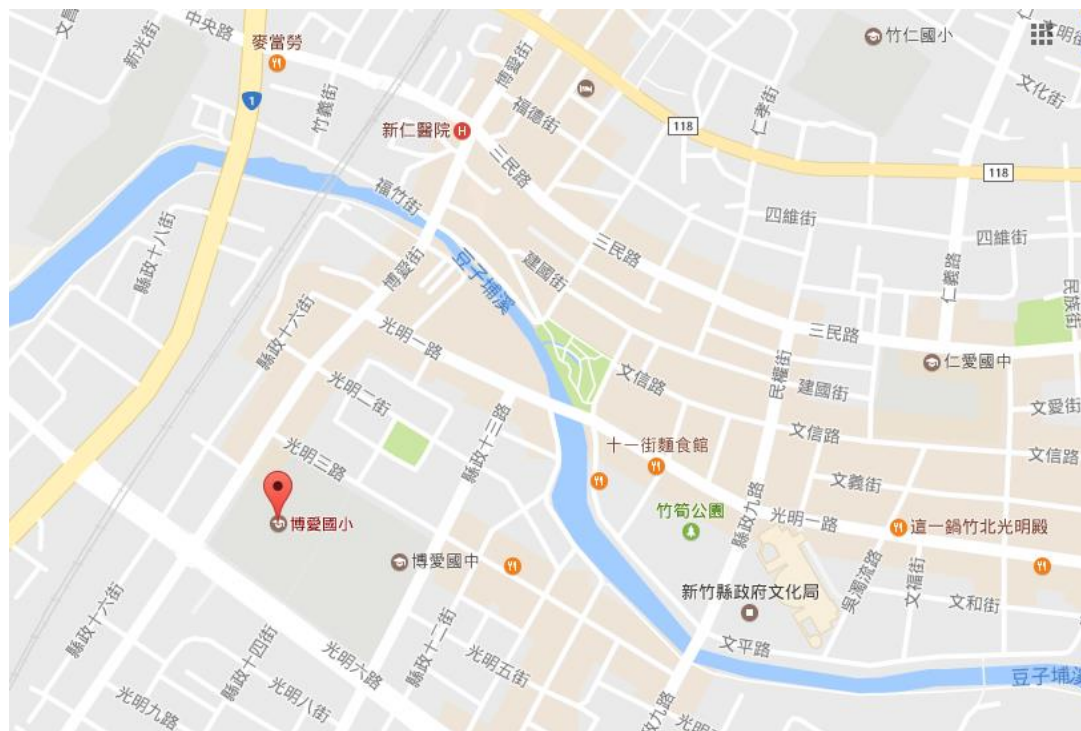 文昌
新光街
中央路
麥當勞
竹義街
1
博愛街
福德街
新仁醫院
H
三民路
118
仁孝街
竹仁國小
文化街
118
福竹街
縣政十八街
豆子埔溪
博愛街
建國街
三民路
四維街
四維街
仁義路
民族街
縣政十六街
光明一路
光明二街
縣政十三路
文信路
民權街
三民路
建國街
仁愛國中
文愛街
文信路
文信路
文義街
光明三路
十一街麵食館
竹筍公園
縣政九路
光明一路
這一鍋竹北光明殿
博愛國小
博愛國中
新竹縣政府文化局
吳濁流路
文福街
文和街
文平路
豆子埔溪
縣政十六街
縣政十四街
縣政十二街
光明六路
光明五街
光明八街
光明九路
政九路
光明